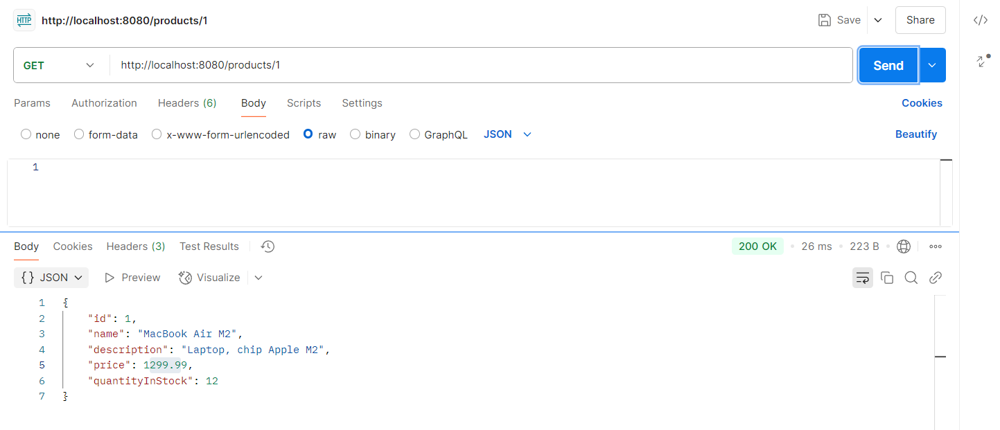 HTTP http://localhost:8080/products/1 Save Share
GET http://localhost:8080/products/1 Send
Params Authorization Headers (6) Body Scripts Settings Cookies
none form-data x-www-form-urlencoded raw binary GraphQL JSON Beautify
1
Body Cookies Headers (3) Test Results 200 OK 26 ms 223 B
{} JSON Preview Visualize
1 {
2 "id": 1,
3 "name": "MacBook Air M2",
4 "description": "Laptop, chip Apple M2",
5 "price": 1299.99,
6 "quantityInStock": 12
7 }